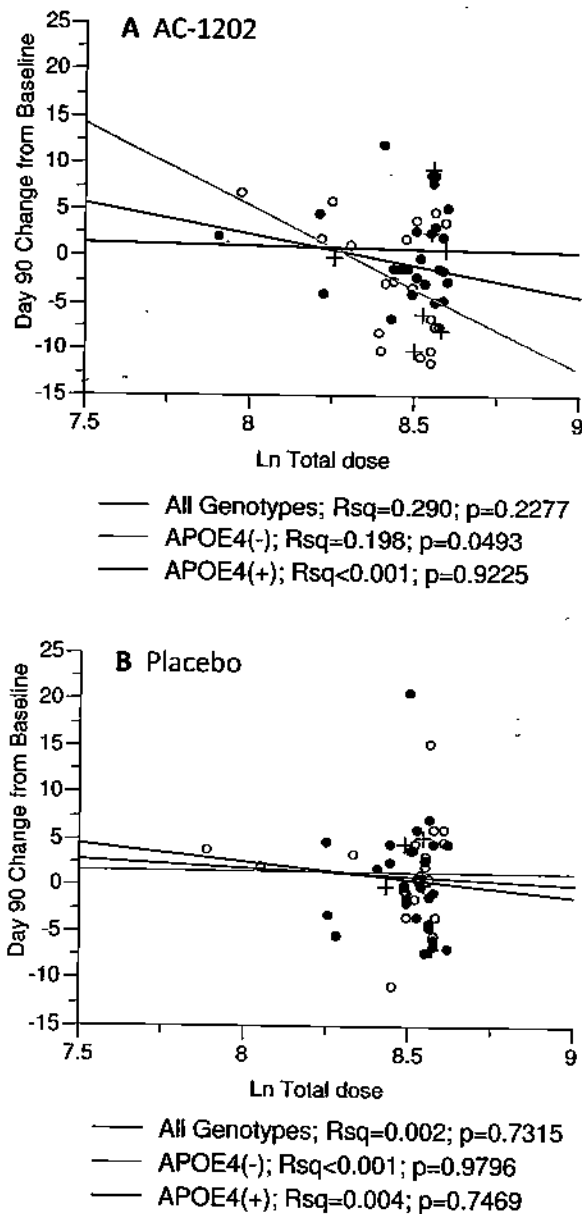 A AC-1202
25
20
15
10
5
0
-5
-10
-15
Day 90 Change from Baseline
7.5 8 8.5 9
Ln Total dose
All Genotypes; Rsq=0.290; p=0.2277
APOE4(-); Rsq=0.198; p=0.0493
APOE4(+); Rsq<0.001; p=0.9225
B Placebo
25
20
15
10
5
0
-5
-10
-15
Day 90 Change from Baseline
7.5 8 8.5 9
Ln Total dose
All Genotypes; Rsq=0.002; p=0.7315
APOE4(-); Rsq<0.001; p=0.9796
APOE4(+); Rsq=0.004; p=0.7469